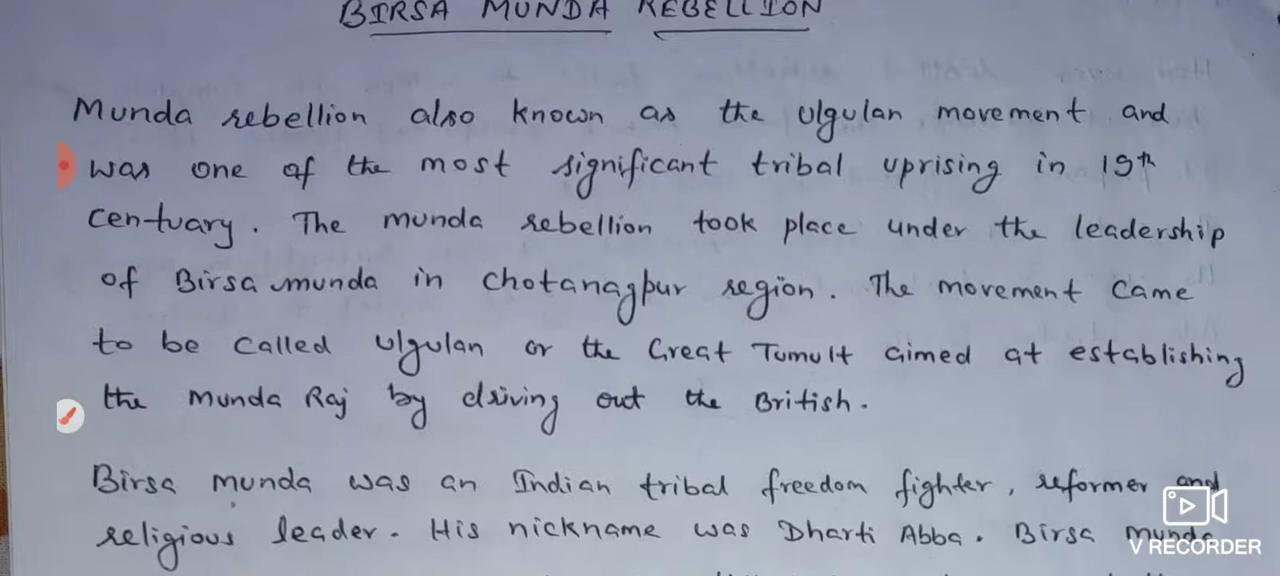 BIRSA MUNDA REBELLION
Munda rebellion also known as the Ulgulan movement and
was one of the most significant tribal uprising in 19th
centuary. The munda rebellion took place under the leadership
of Birsa munda in Chotanagpur region. The movement came
to be called Ulgulan or the Great Tumult aimed at establishing
the Munda Raj by driving out the British.
Birsa munda was an Indian tribal freedom fighter, reformer and
religious leader. His nickname was Dharti Abba. Birsa munda
V RECORDER